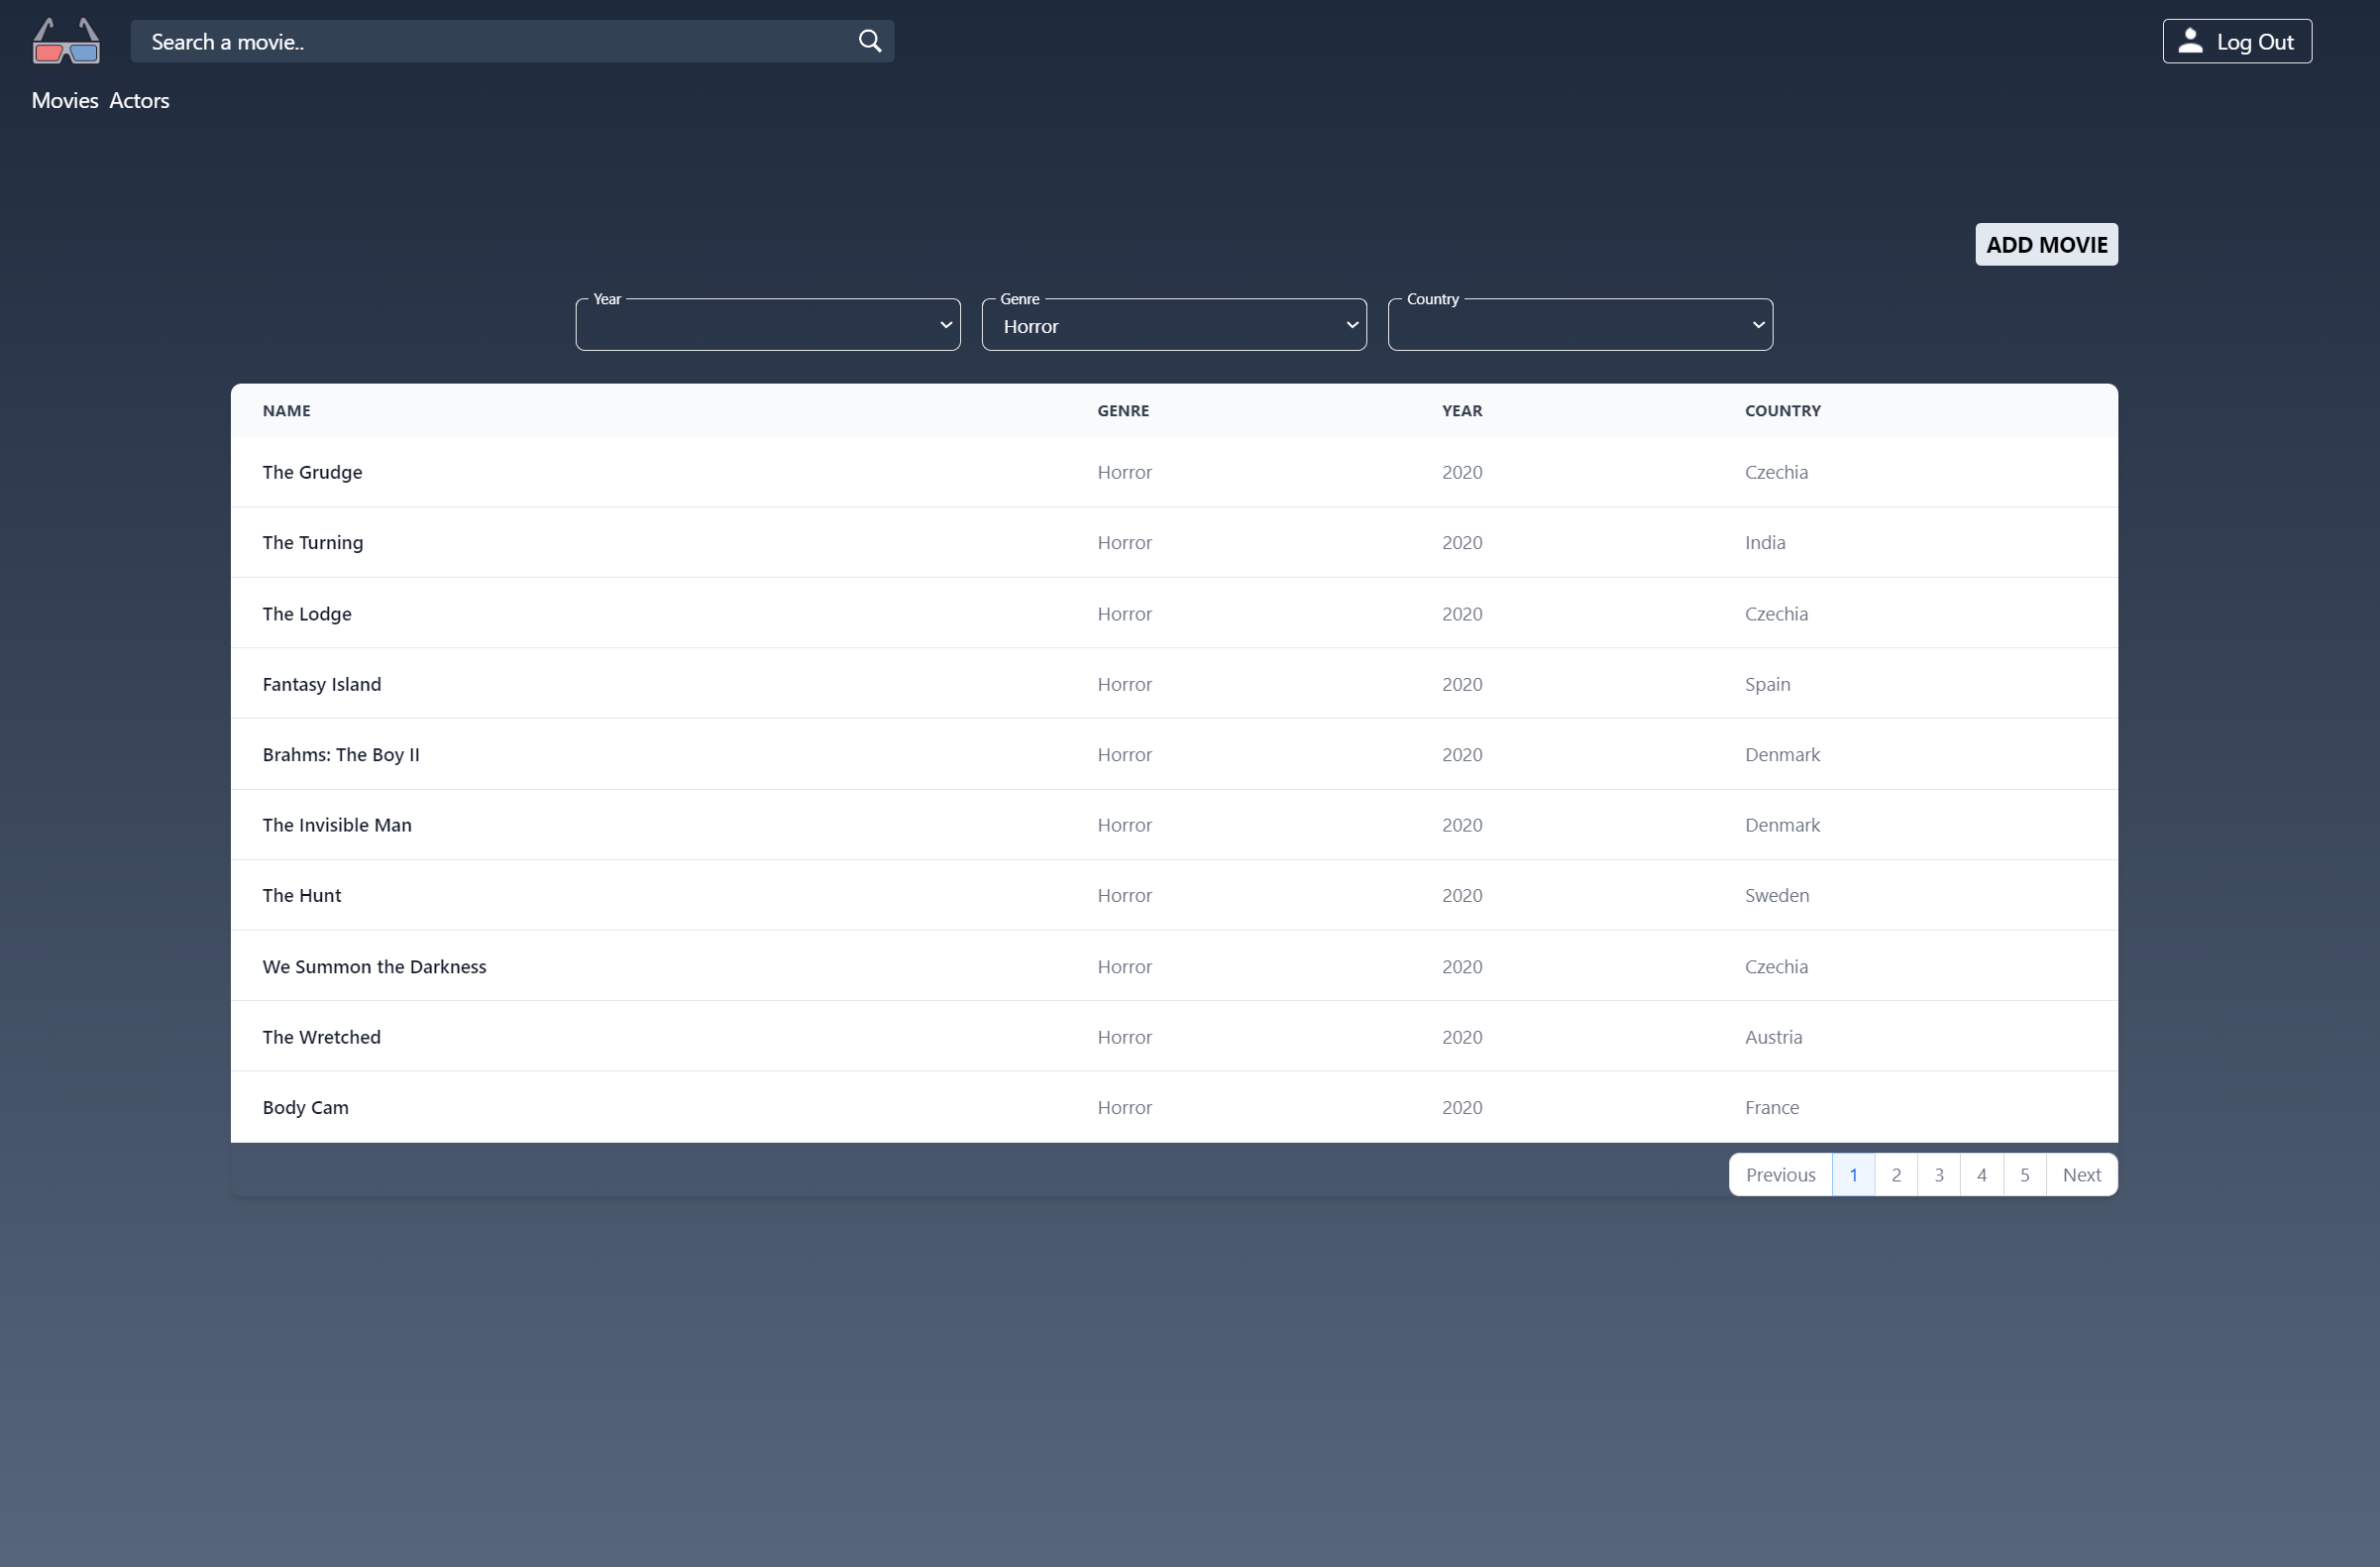 Search a movie..
Log Out
Movies Actors
ADD MOVIE
Year Genre Country
Horror
NAME GENRE YEAR COUNTRY
The Grudge Horror 2020 Czechia
The Turning Horror 2020 India
The Lodge Horror 2020 Czechia
Fantasy Island Horror 2020 Spain
Brahms: The Boy II Horror 2020 Denmark
The Invisible Man Horror 2020 Denmark
The Hunt Horror 2020 Sweden
We Summon the Darkness Horror 2020 Czechia
The Wretched Horror 2020 Austria
Body Cam Horror 2020 France
Previous 1 2 3 4 5 Next